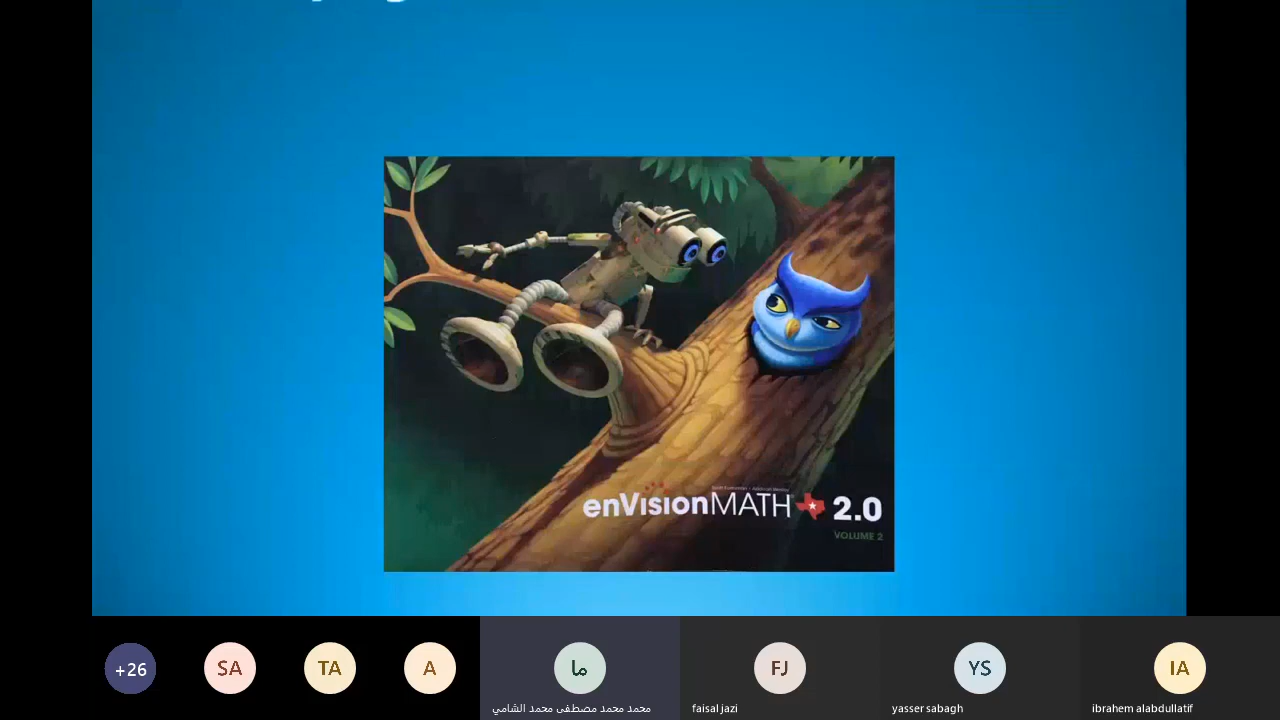 enVisionMATH 2.0
VOLUME 2
+26
SA
TA
A
ما
FJ
YS
IA
محمد محمد مصطفى محمد الشامي
faisal jazi
yasser sabagh
ibrahem alabdullatif